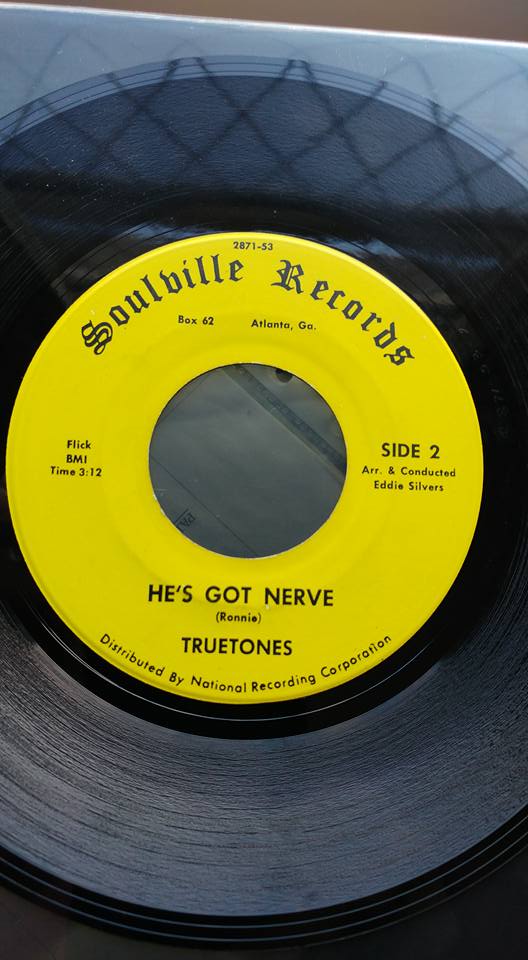 2871-53
Soulville Records
Box 62 Atlanta, Ga.
Flick
BMI
Time 3:12
SIDE 2
Arr. & Conducted
Eddie Silvers
HE'S GOT NERVE
(Ronnie)
TRUETONES
Distributed By National Recording Corporation